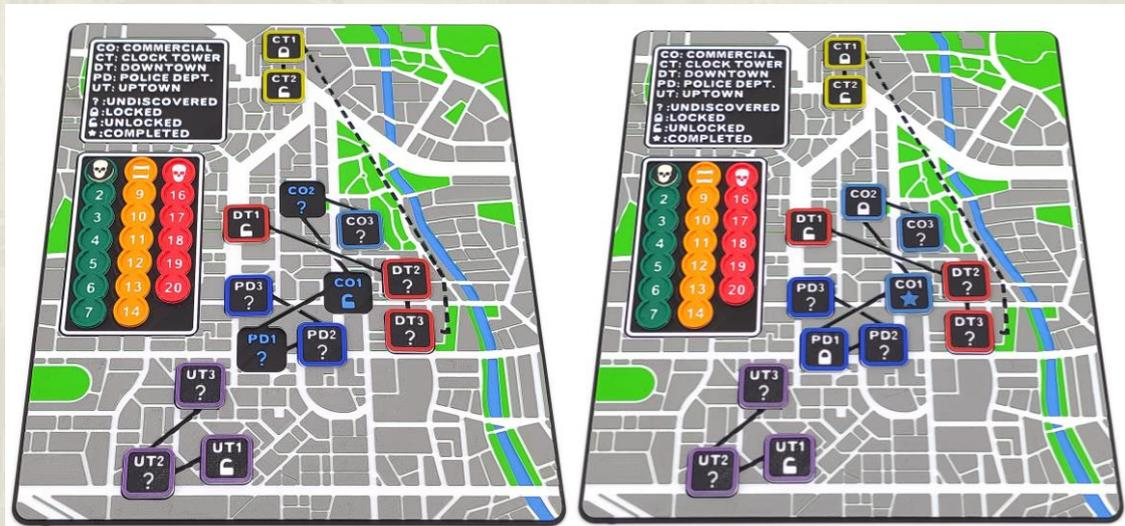 CO: COMMERCIAL
CT: CLOCK TOWER
DT: DOWNTOWN
PD: POLICE DEPT.
UT: UPTOWN
?:UNDISCOVERED
:LOCKED
:UNLOCKED
★:COMPLETED
2 9 16
3 10 17
4 11 18
5 12 19
6 13 20
7 14
CT1
CT2
CO2
?
DT1
CO3
?
DT2
?
PD3
?
CO1
DT3
?
PD1
?
PD2
?
UT3
?
UT1
UT2
?
CO: COMMERCIAL
CT: CLOCK TOWER
DT: DOWNTOWN
PD: POLICE DEPT.
UT: UPTOWN
?:UNDISCOVERED
:LOCKED
:UNLOCKED
★:COMPLETED
2 9 16
3 10 17
4 11 18
5 12 19
6 13 20
7 14
CT1
CT2
CO2
DT1
CO3
?
DT2
?
PD3
?
CO1
★
DT3
?
PD1
PD2
?
UT3
?
UT1
UT2
?